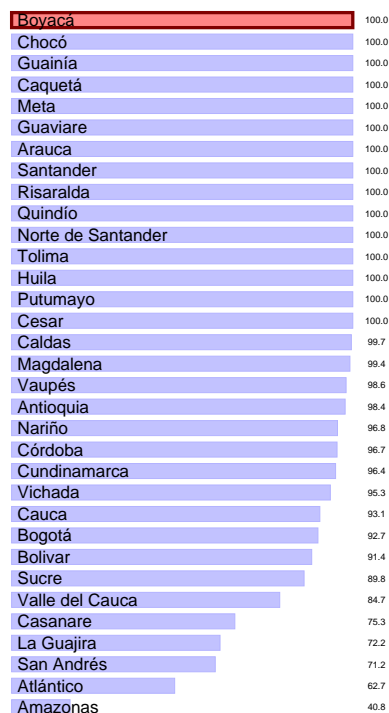 Boyacá 100.0
Chocó 100.0
Guainía 100.0
Caquetá 100.0
Meta 100.0
Guaviare 100.0
Arauca 100.0
Santander 100.0
Risaralda 100.0
Quindío 100.0
Norte de Santander 100.0
Tolima 100.0
Huila 100.0
Putumayo 100.0
Cesar 100.0
Caldas 99.7
Magdalena 99.4
Vaupés 98.6
Antioquia 98.4
Nariño 96.8
Córdoba 96.7
Cundinamarca 96.4
Vichada 95.3
Cauca 93.1
Bogotá 92.7
Bolivar 91.4
Sucre 89.8
Valle del Cauca 84.7
Casanare 75.3
La Guajira 72.2
San Andrés 71.2
Atlántico 62.7
Amazonas 40.8